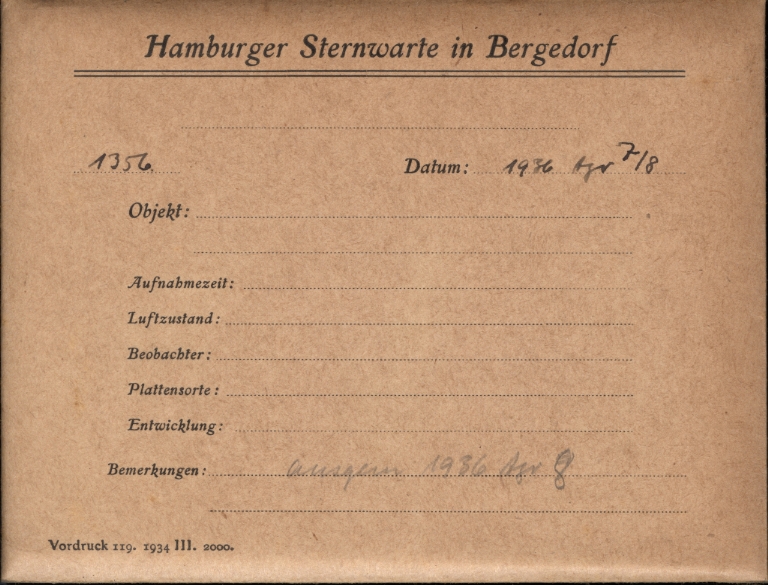 Hamburger Sternwarte in Bergedorf
1356 Datum: 1936 Apr 7/8
Objekt:
Aufnahmezeit:
Luftzustand:
Beobachter:
Plattensorte:
Entwicklung:
Bemerkungen: ausgem 1936 Apr 8
Vordruck 119. 1934 III. 2000.